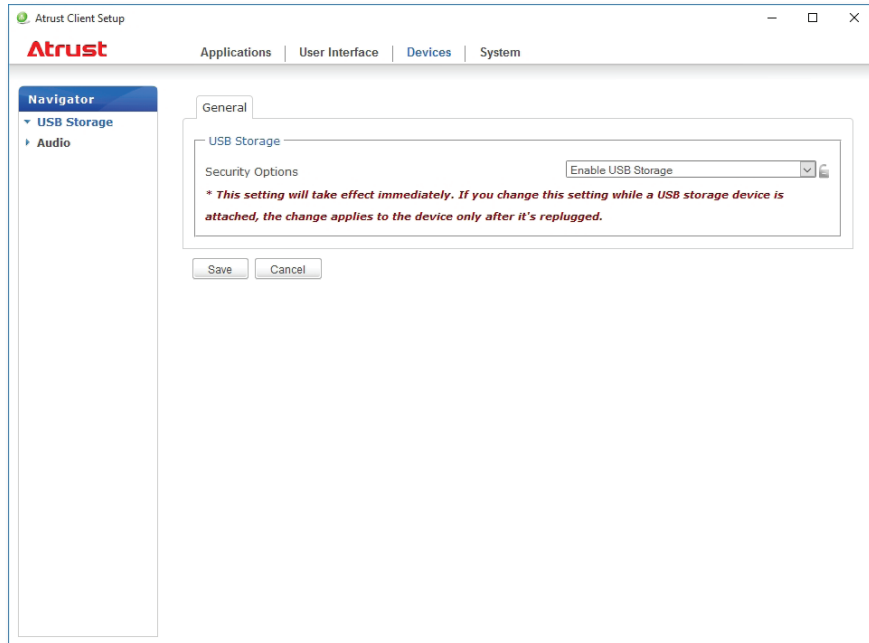 Atrust Client Setup
Atrust
Applications User Interface Devices System
Navigator
USB Storage
Audio
General
USB Storage
Security Options Enable USB Storage
* This setting will take effect immediately. If you change this setting while a USB storage device is
attached, the change applies to the device only after it's replugged.
Save Cancel